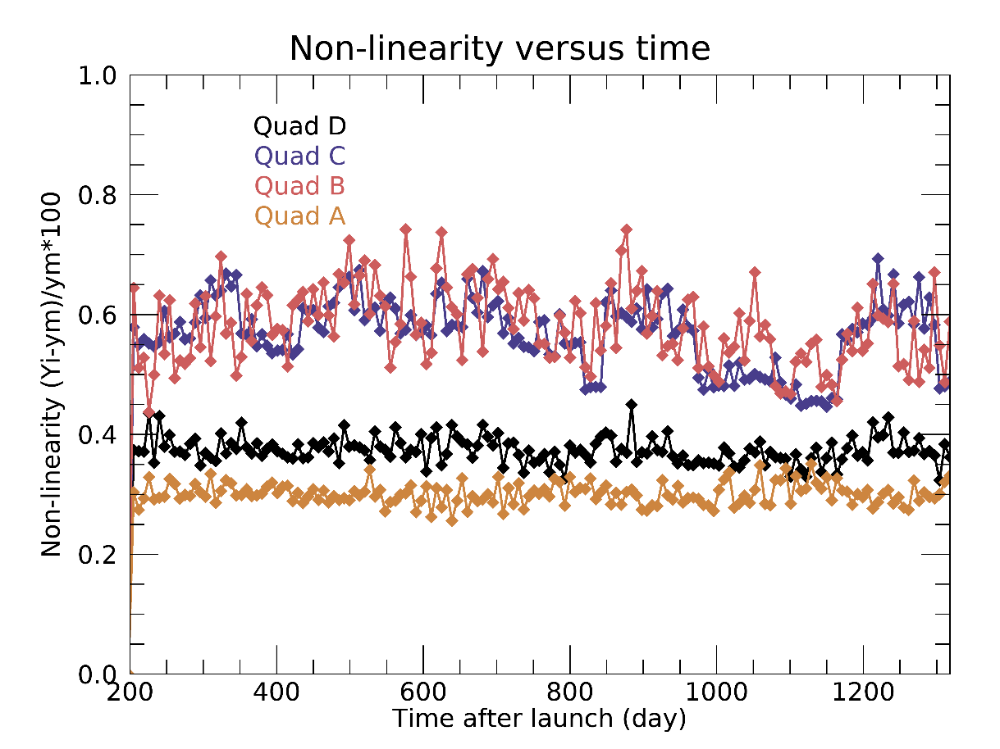 Non-linearity versus time
Quad D
Quad C
Quad B
Quad A
Non-linearity (Yi-ym)/ym*100
1.0
0.8
0.6
0.4
0.2
0.0
200 400 600 800 1000 1200
Time after launch (day)